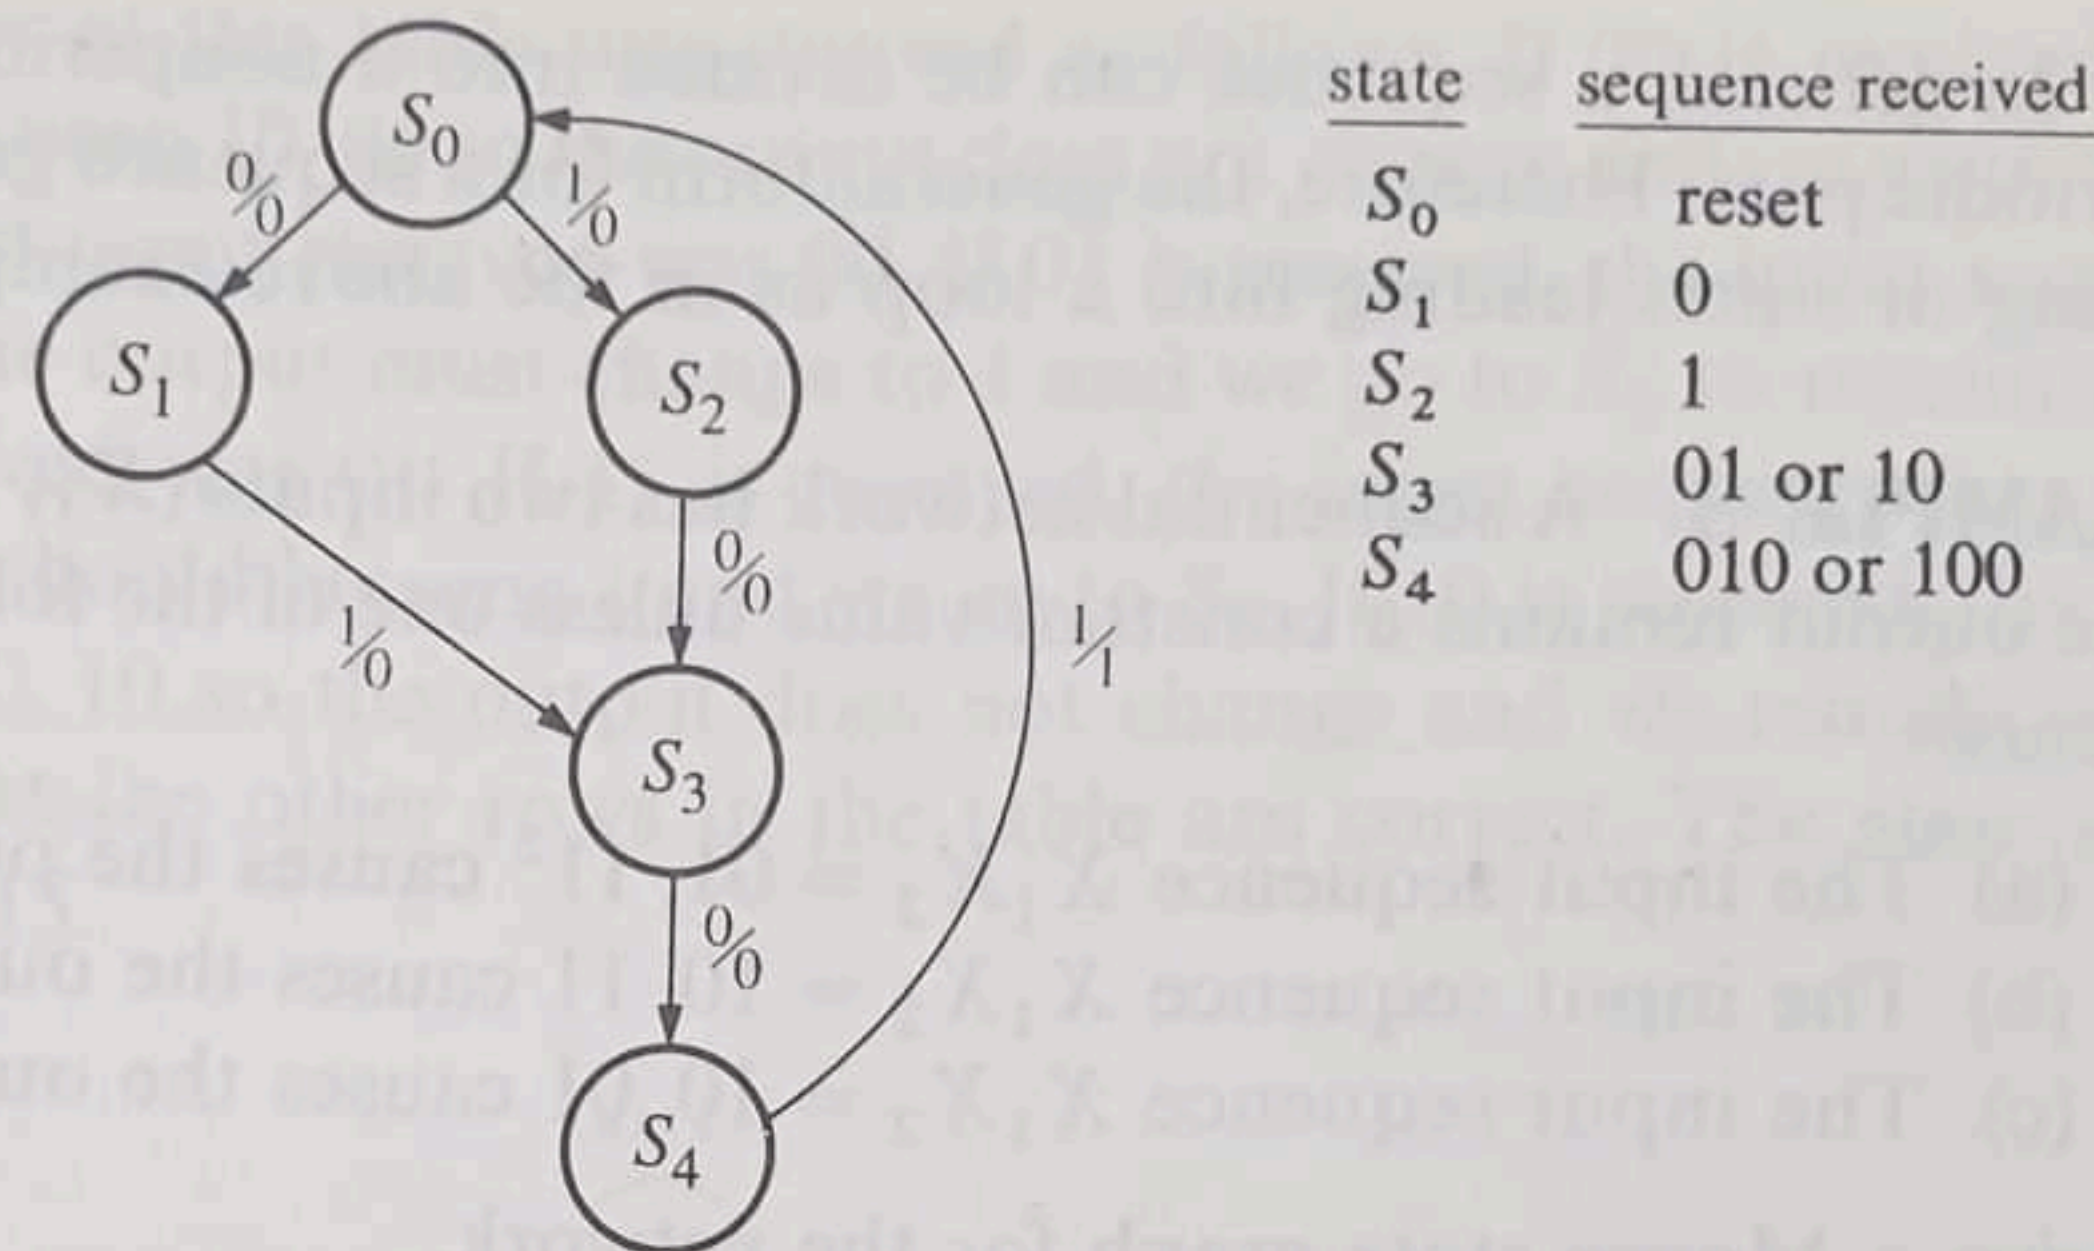 state sequence received
S₀ reset
S₁ 0
S₂ 1
S₃ 01 or 10
S₄ 010 or 100
S₀
0/0 1/0
S₁ S₂
0/0
1/0 1/1
S₃
0/0
S₄